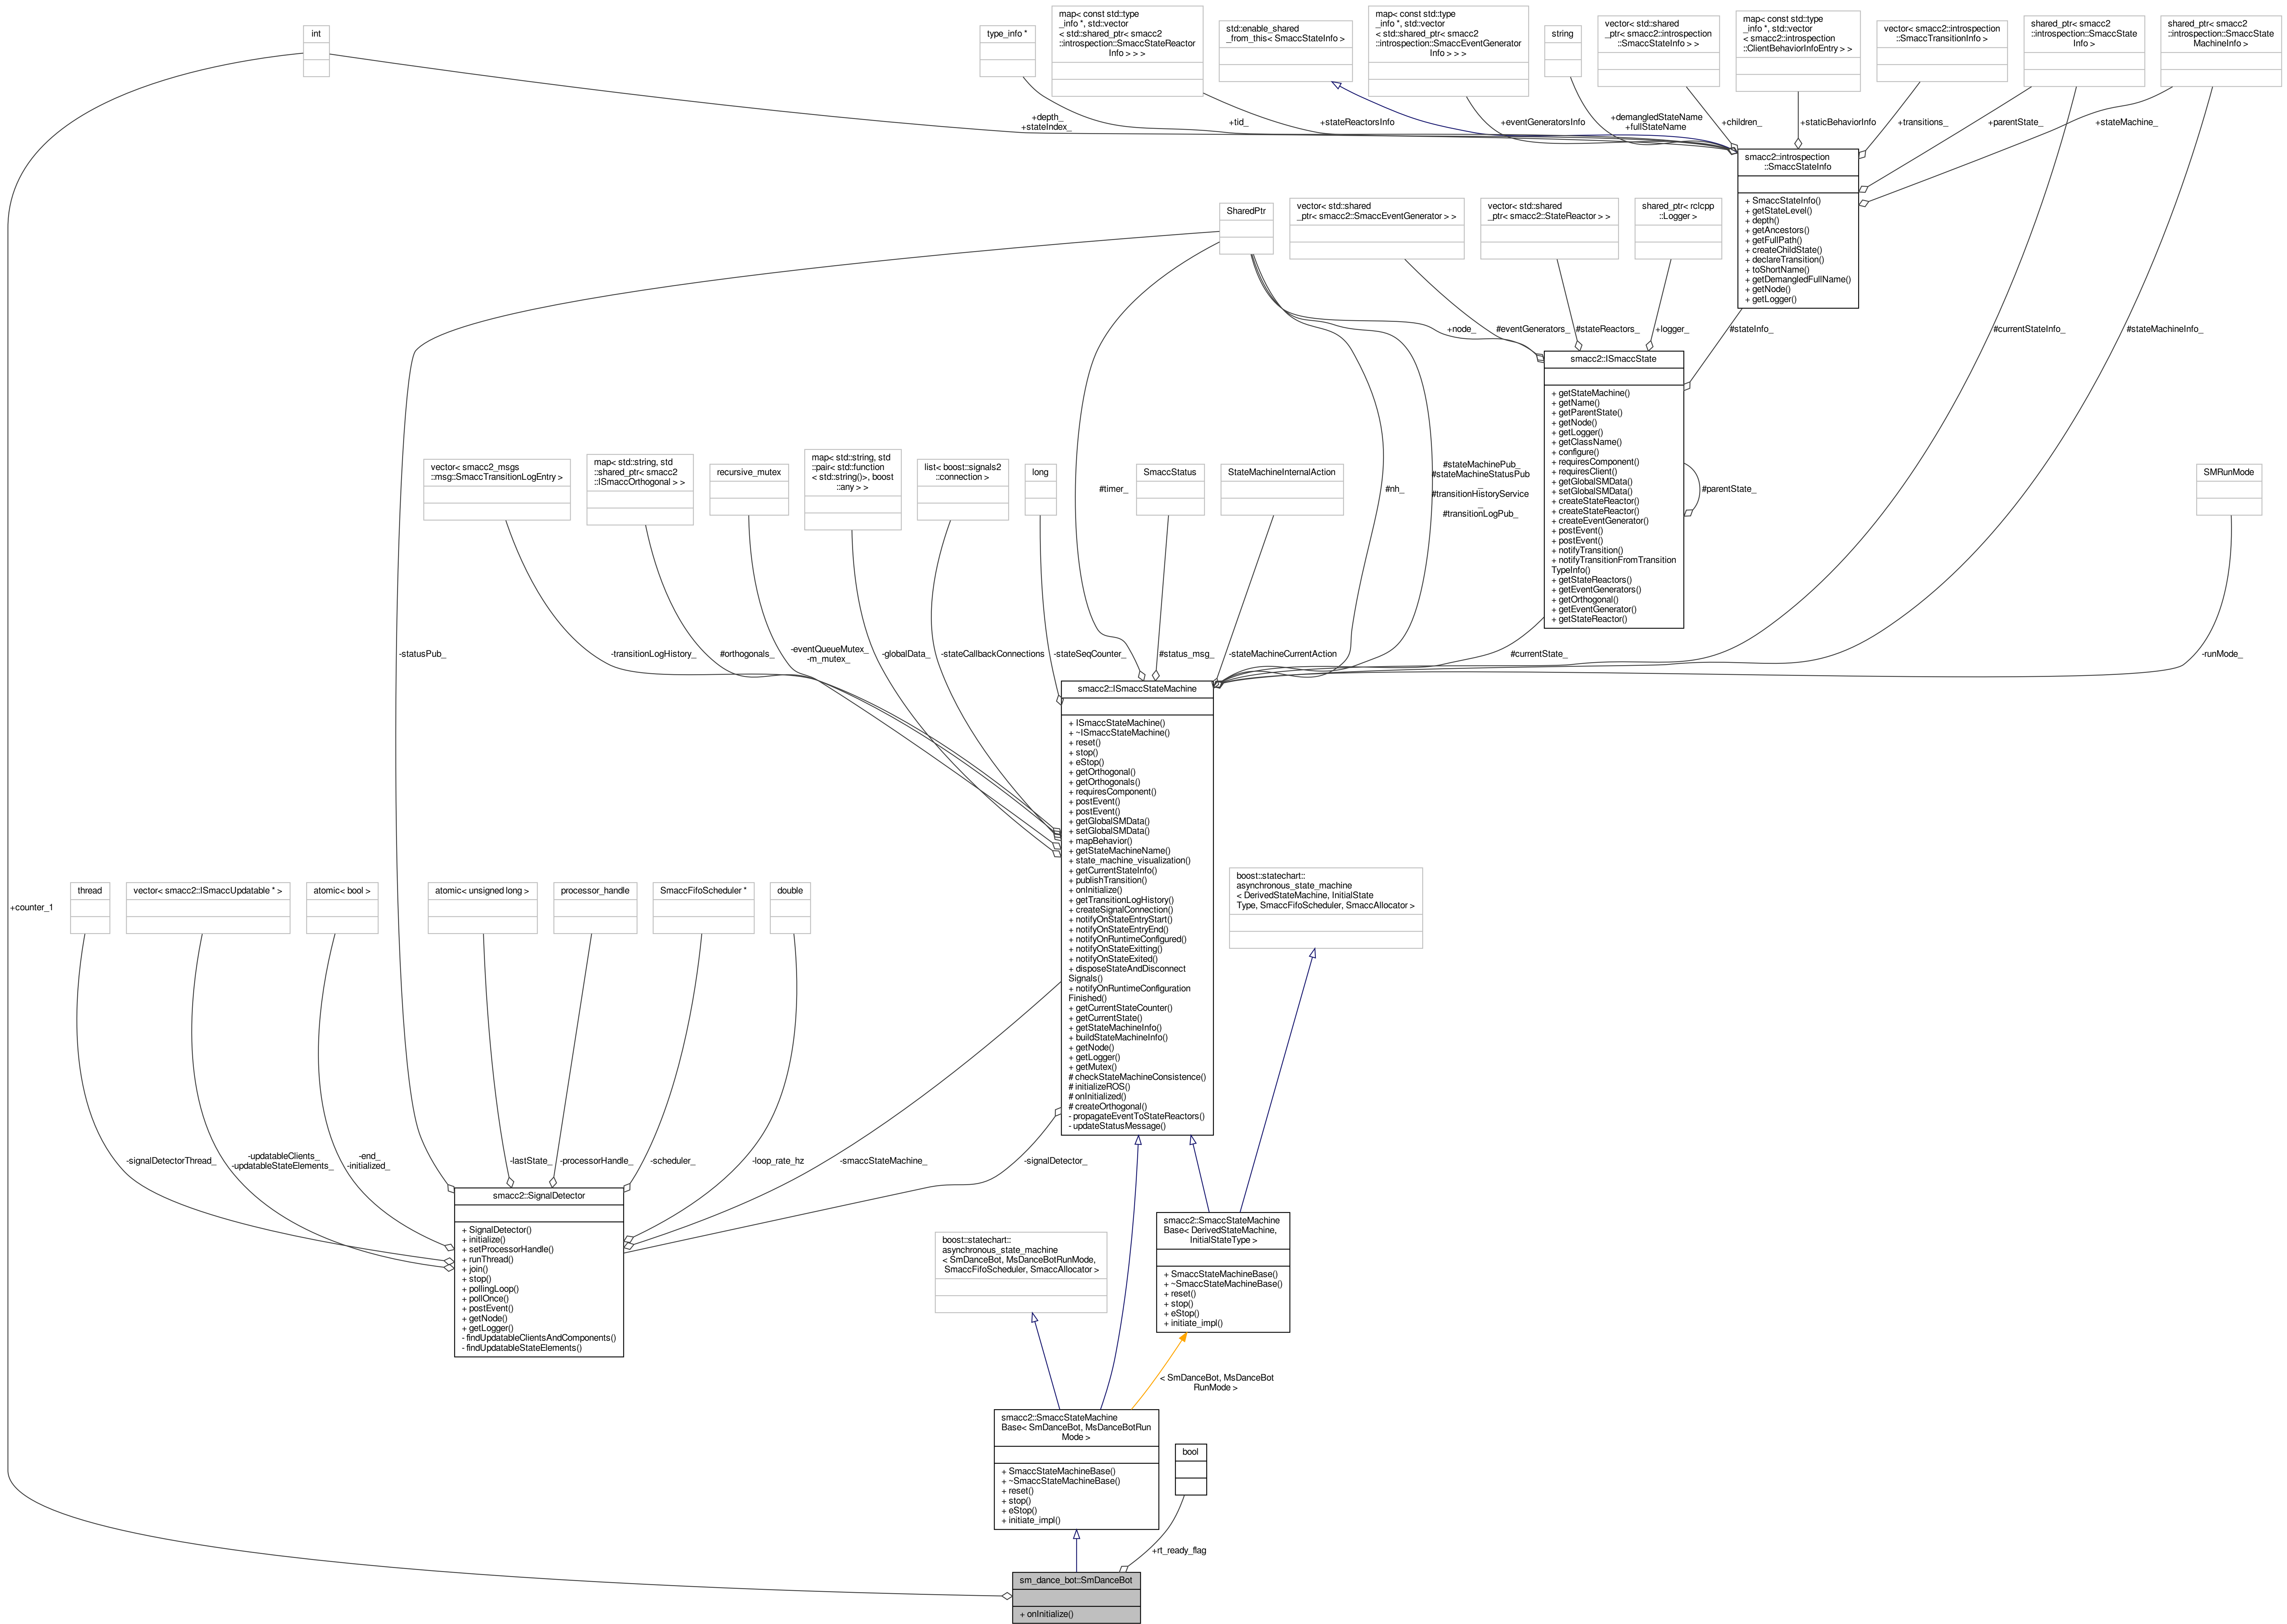 int
type_info *
map< const std::type
_info *, std::vector
< std::shared_ptr< smacc2
::introspection::SmaccStateReactor
Info > > >
std::enable_shared
_from_this< SmaccStateInfo >
map< const std::type
_info *, std::vector
< std::shared_ptr< smacc2
::introspection::SmaccEventGenerator
Info > > >
string
vector< std::shared
_ptr< smacc2::introspection
::SmaccStateInfo > >
map< const std::type
_info *, std::vector
< smacc2::introspection
::ClientBehaviorInfoEntry > >
vector< smacc2::introspection
::SmaccTransitionInfo >
shared_ptr< smacc2
::introspection::SmaccState
Info >
shared_ptr< smacc2
::introspection::SmaccState
MachineInfo >
+depth_
+stateIndex_
+tid_
+stateReactorsInfo
+eventGeneratorsInfo
+demangledStateName
+fullStateName
+children_
+staticBehaviorInfo
+transitions_
+parentState_
+stateMachine_
smacc2::introspection
::SmaccStateInfo
+ SmaccStateInfo()
+ getStateLevel()
+ depth()
+ getAncestors()
+ getFullPath()
+ createChildState()
+ declareTransition()
+ toShortName()
+ getDemangledFullName()
+ getNode()
+ getLogger()
SharedPtr
vector< std::shared
_ptr< smacc2::SmaccEventGenerator > >
vector< std::shared
_ptr< smacc2::StateReactor > >
shared_ptr< rclcpp
::Logger >
+node_
#eventGenerators_
#stateReactors_
+logger_
#stateInfo_
#currentStateInfo_
#stateMachineInfo_
smacc2::ISmaccState
+ getStateMachine()
+ getName()
+ getParentState()
+ getNode()
+ getLogger()
+ getClassName()
+ configure()
+ requiresComponent()
+ requiresClient()
+ getGlobalSMData()
+ setGlobalSMData()
+ createStateReactor()
+ createStateReactor()
+ createEventGenerator()
+ postEvent()
+ postEvent()
+ notifyTransition()
+ notifyTransitionFromTransition
TypeInfo()
+ getStateReactors()
+ getEventGenerators()
+ getOrthogonal()
+ getEventGenerator()
+ getStateReactor()
#parentState_
vector< smacc2_msgs
::msg::SmaccTransitionLogEntry >
map< std::string, std
::shared_ptr< smacc2
::ISmaccOrthogonal > >
recursive_mutex
map< std::string, std
::pair< std::function
< std::string()>, boost
::any > >
list< boost::signals2
::connection >
long
#timer_
SmaccStatus
StateMachineInternalAction
#nh_
#stateMachinePub_
#stateMachineStatusPub
_
#transitionHistoryService
_
#transitionLogPub_
SMRunMode
-statusPub_
-transitionLogHistory_
#orthogonals_
-eventQueueMutex_
-m_mutex_
-globalData_
-stateCallbackConnections
-stateSeqCounter_
#status_msg_
-stateMachineCurrentAction
#currentState_
-runMode_
smacc2::ISmaccStateMachine
+ ISmaccStateMachine()
+ ~ISmaccStateMachine()
+ reset()
+ stop()
+ eStop()
+ getOrthogonal()
+ getOrthogonals()
+ requiresComponent()
+ postEvent()
+ postEvent()
+ getGlobalSMData()
+ setGlobalSMData()
+ mapBehavior()
+ getStateMachineName()
+ state_machine_visualization()
+ getCurrentStateInfo()
+ publishTransition()
+ onInitialize()
+ getTransitionLogHistory()
+ createSignalConnection()
+ notifyOnStateEntryStart()
+ notifyOnStateEntryEnd()
+ notifyOnRuntimeConfigured()
+ notifyOnStateExitting()
+ notifyOnStateExited()
+ disposeStateAndDisconnect
Signals()
+ notifyOnRuntimeConfiguration
Finished()
+ getCurrentStateCounter()
+ getCurrentState()
+ getStateMachineInfo()
+ buildStateMachineInfo()
+ getNode()
+ getLogger()
+ getMutex()
# checkStateMachineConsistence()
# initializeROS()
# onInitialized()
# createOrthogonal()
- propagateEventToStateReactors()
- updateStatusMessage()
+counter_1
thread
vector< smacc2::ISmaccUpdatable * >
atomic< bool >
atomic< unsigned long >
processor_handle
SmaccFifoScheduler *
double
boost::statechart::
asynchronous_state_machine
< DerivedStateMachine, InitialState
Type, SmaccFifoScheduler, SmaccAllocator >
-signalDetectorThread_
-updatableClients_
-updatableStateElements_
-end_
-initialized_
-lastState_
-processorHandle_
-scheduler_
-loop_rate_hz
-smaccStateMachine_
-signalDetector_
smacc2::SignalDetector
+ SignalDetector()
+ initialize()
+ setProcessorHandle()
+ runThread()
+ join()
+ stop()
+ pollingLoop()
+ pollOnce()
+ postEvent()
+ getNode()
+ getLogger()
- findUpdatableClientsAndComponents()
- findUpdatableStateElements()
boost::statechart::
asynchronous_state_machine
< SmDanceBot, MsDanceBotRunMode,
SmaccFifoScheduler, SmaccAllocator >
smacc2::SmaccStateMachine
Base< DerivedStateMachine,
InitialStateType >
+ SmaccStateMachineBase()
+ ~SmaccStateMachineBase()
+ reset()
+ stop()
+ eStop()
+ initiate_impl()
< SmDanceBot, MsDanceBot
RunMode >
smacc2::SmaccStateMachine
Base< SmDanceBot, MsDanceBotRun
Mode >
+ SmaccStateMachineBase()
+ ~SmaccStateMachineBase()
+ reset()
+ stop()
+ eStop()
+ initiate_impl()
bool
+rt_ready_flag
sm_dance_bot::SmDanceBot
+ onInitialize()